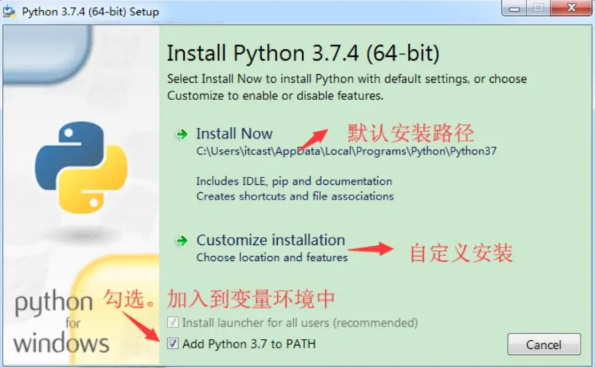 Python 3.7.4 (64-bit) Setup
Install Python 3.7.4 (64-bit)
Select Install Now to install Python with default settings, or choose
Customize to enable or disable features.
Install Now 默认安装路径
C:\Users\itcast\AppData\Local\Programs\Python\Python37
Includes IDLE, pip and documentation
Creates shortcuts and file associations
Customize installation
Choose location and features 自定义安装
python
for
windows
勾选。加入到变量环境中
Install launcher for all users (recommended)
Add Python 3.7 to PATH
Cancel